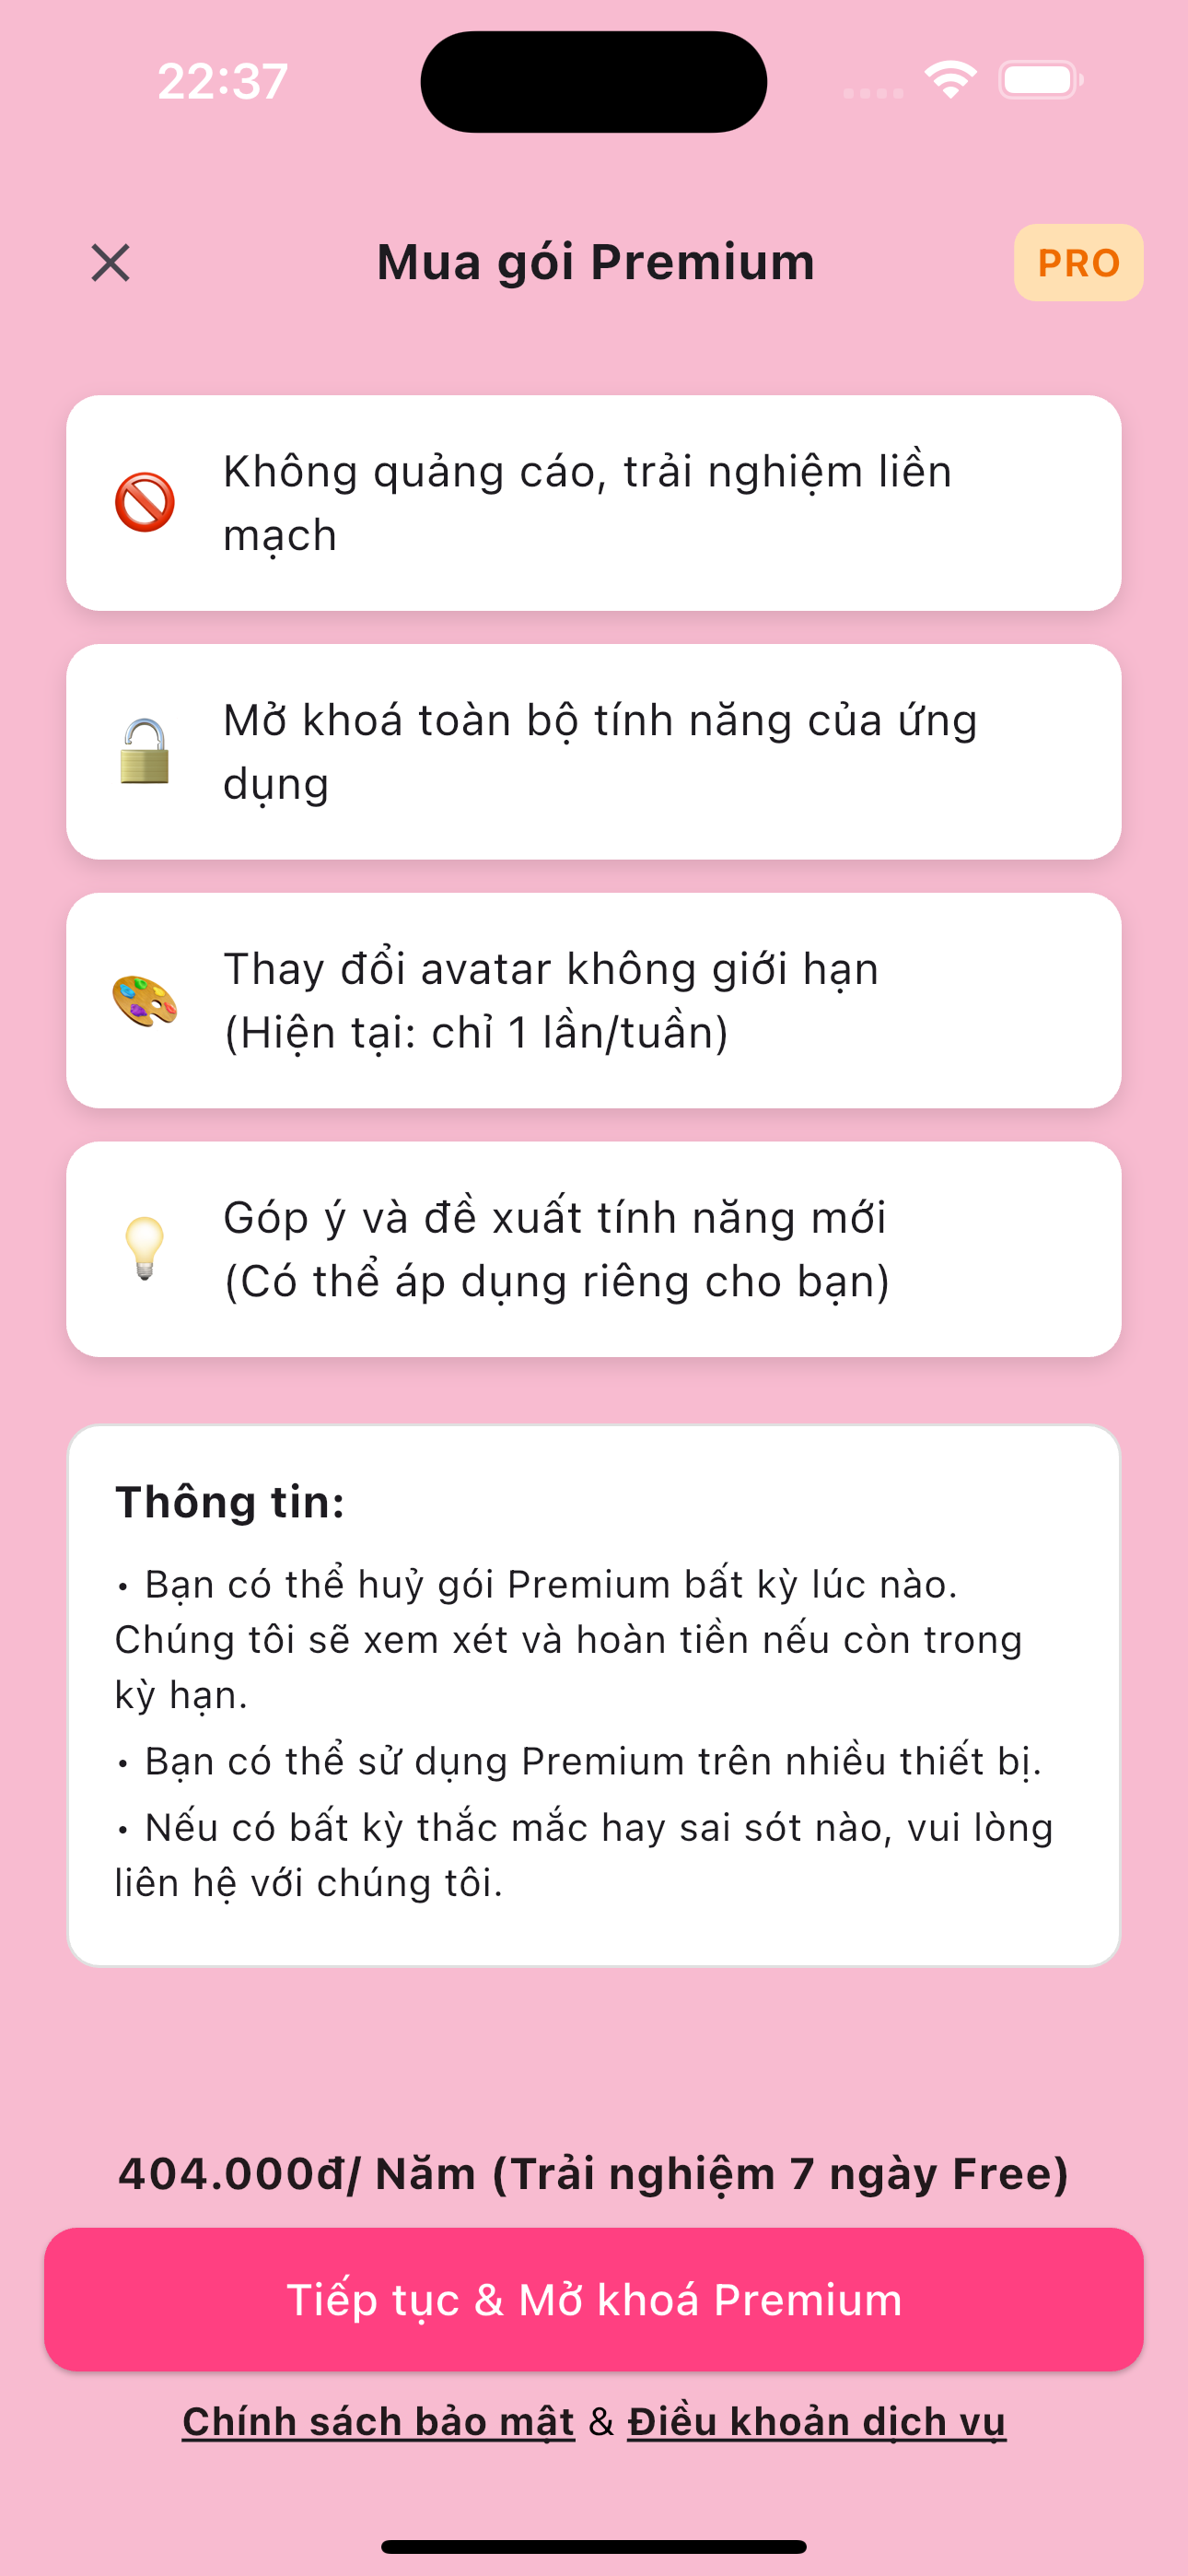 22:37
Mua gói Premium
PRO
Không quảng cáo, trải nghiệm liền
mạch
Mở khoá toàn bộ tính năng của ứng
dụng
Thay đổi avatar không giới hạn
(Hiện tại: chỉ 1 lần/tuần)
Góp ý và đề xuất tính năng mới
(Có thể áp dụng riêng cho bạn)
Thông tin:
• Bạn có thể huỷ gói Premium bất kỳ lúc nào.
Chúng tôi sẽ xem xét và hoàn tiền nếu còn trong
kỳ hạn.
• Bạn có thể sử dụng Premium trên nhiều thiết bị.
• Nếu có bất kỳ thắc mắc hay sai sót nào, vui lòng
liên hệ với chúng tôi.
404.000đ/ Năm (Trải nghiệm 7 ngày Free)
Tiếp tục & Mở khoá Premium
Chính sách bảo mật & Điều khoản dịch vụ